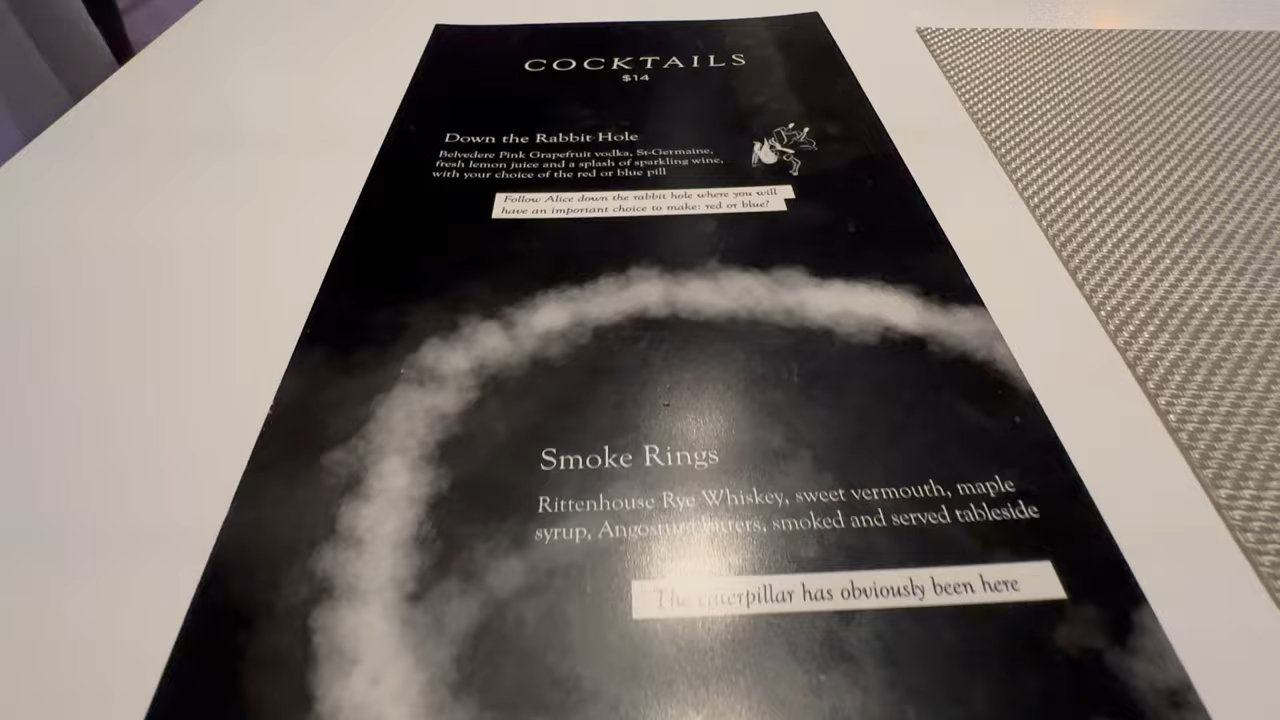 COCKTAILS
$14
Down the Rabbit Hole
Belvedere Pink Grapefruit vodka, St-Germaine,
fresh lemon juice and a splash of sparkling wine,
with your choice of the red or blue pill
Follow Alice down the rabbit hole where you will
have an important choice to make: red or blue?
Smoke Rings
Rittenhouse Rye Whiskey, sweet vermouth, maple
syrup, Angostura bitters, smoked and served tableside
The caterpillar has obviously been here